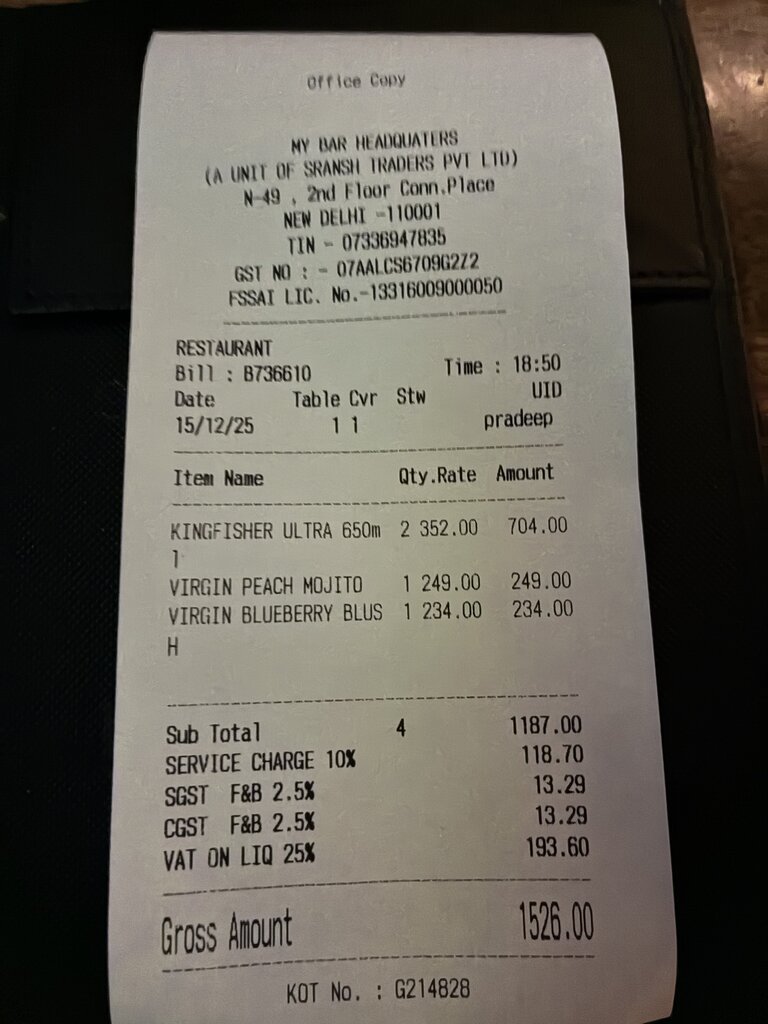 Office Copy
MY BAR HEADQUATERS
(A UNIT OF SRANSH TRADERS PVT LTD)
N-49 , 2nd Floor Conn.Place
NEW DELHI -110001
TIN - 07336947835
GST NO : - 07AALCS6709G2Z2
FSSAI LIC. No.-13316009000050
RESTAURANT
Bill : B736610 Time : 18:50
Date Table Cvr Stw UID
15/12/25 1 1 pradeep
Item Name Qty.Rate Amount
KINGFISHER ULTRA 650m 2 352.00 704.00
l
VIRGIN PEACH MOJITO 1 249.00 249.00
VIRGIN BLUEBERRY BLUS 1 234.00 234.00
H
Sub Total 4 1187.00
SERVICE CHARGE 10% 118.70
SGST F&B 2.5% 13.29
CGST F&B 2.5% 13.29
VAT ON LIQ 25% 193.60
Gross Amount 1526.00
KOT No. : G214828